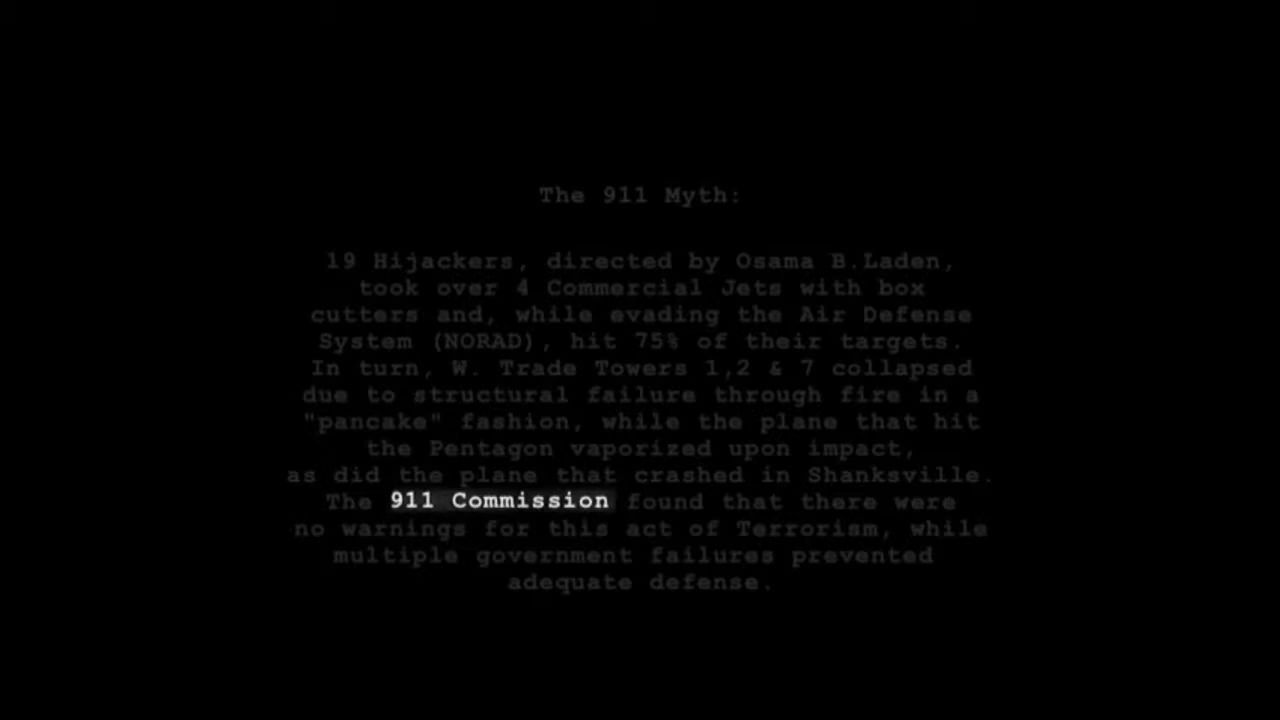 The 911 Myth:
19 Hijackers, directed by Osama B.Laden,
took over 4 Commercial Jets with box
cutters and, while evading the Air Defense
System (NORAD), hit 75% of their targets.
In turn, W. Trade Towers 1,2 & 7 collapsed
due to structural failure through fire in a
"pancake" fashion, while the plane that hit
the Pentagon vaporized upon impact,
as did the plane that crashed in Shanksville.
The 911 Commission found that there were
no warnings for this act of Terrorism, while
multiple government failures prevented
adequate defense.